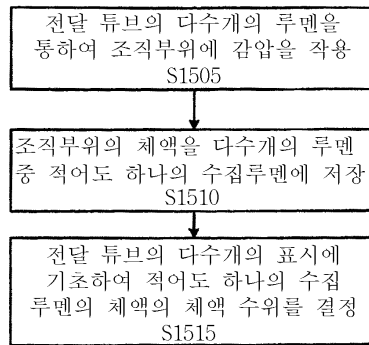 전달 튜브의 다수개의 루멘을
통하여 조직부위에 감압을 작용
S1505
조직부위의 체액을 다수개의 루멘
중 적어도 하나의 수집루멘에 저장
S1510
전달 튜브의 다수개의 표시에
기초하여 적어도 하나의 수집
루멘의 체액의 체액 수위를 결정
S1515